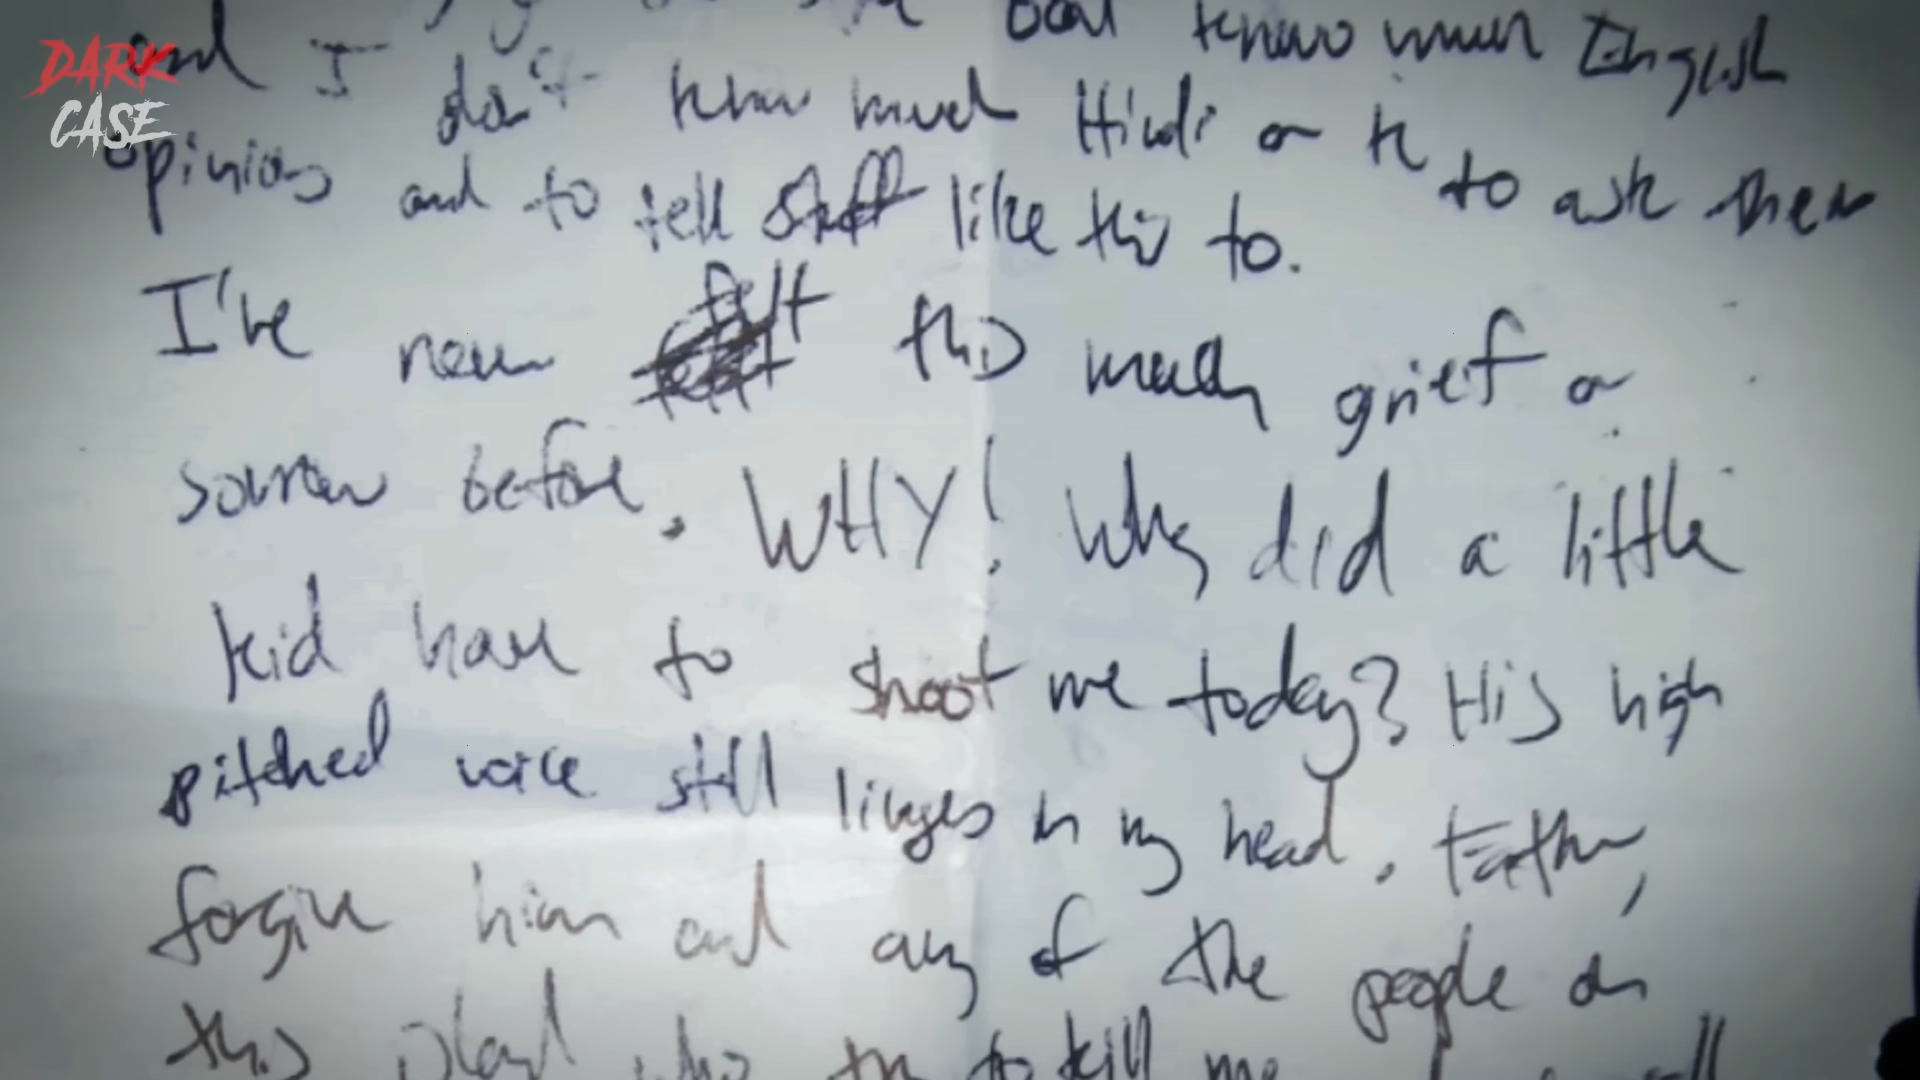 DARK
CASE
and I know much English
don't know much Hindi or to ask them
opinions and to tell stuff like this to.
I've never felt this much grief or
sorrow before. WHY! Why did a little
kid have to shoot me today? His high
pitched voice still lingers in my head. Father,
forgive him and any of the people on
this island who try to kill me